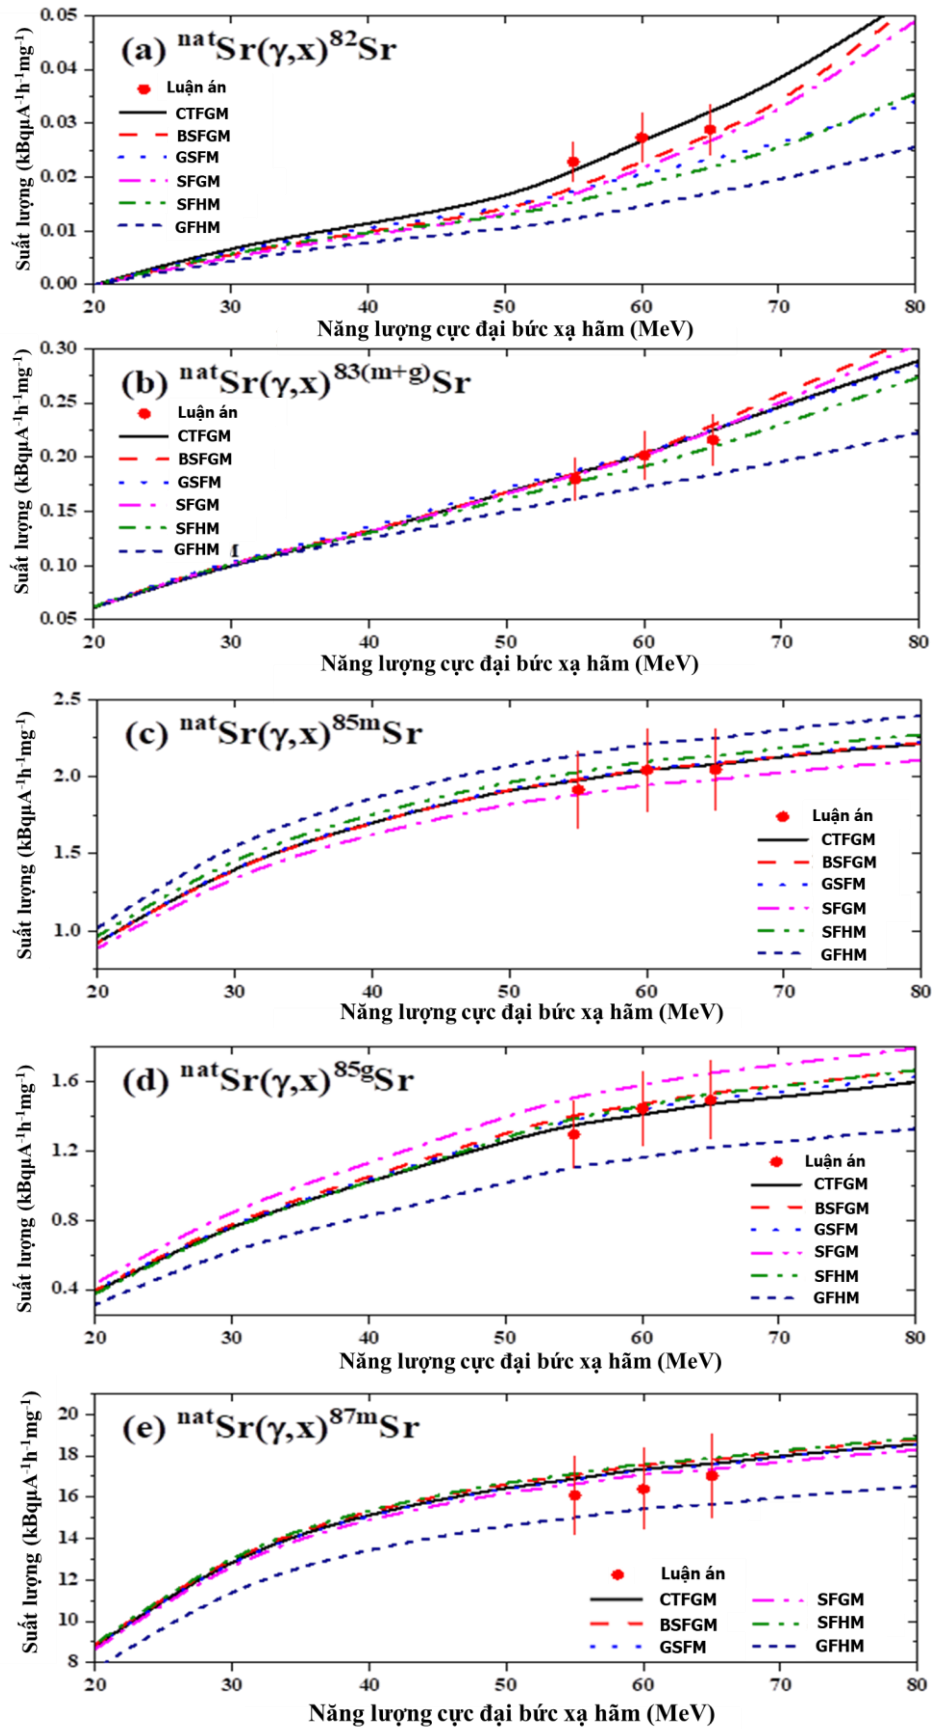 (a) natSr(γ,x)82Sr
Suất lượng (kBqμA-1h-1mg-1)
0.05
0.04
0.03
0.02
0.01
0.00
Luận án
CTFGM
BSFGM
GSFM
SFGM
SFHM
GFHM
20 30 40 50 60 70 80
Năng lượng cực đại bức xạ hãm (MeV)
(b) natSr(γ,x)83(m+g)Sr
Suất lượng (kBqμA-1h-1mg-1)
0.30
0.25
0.20
0.15
0.10
0.05
Luận án
CTFGM
BSFGM
GSFM
SFGM
SFHM
GFHM
20 30 40 50 60 70 80
Năng lượng cực đại bức xạ hãm (MeV)
(c) natSr(γ,x)85mSr
Suất lượng (kBqμA-1h-1mg-1)
2.5
2.0
1.5
1.0
Luận án
CTFGM
BSFGM
GSFM
SFGM
SFHM
GFHM
20 30 40 50 60 70 80
Năng lượng cực đại bức xạ hãm (MeV)
(d) natSr(γ,x)85gSr
Suất lượng (kBqμA-1h-1mg-1)
1.6
1.2
0.8
0.4
Luận án
CTFGM
BSFGM
GSFM
SFGM
SFHM
GFHM
20 30 40 50 60 70 80
Năng lượng cực đại bức xạ hãm (MeV)
(e) natSr(γ,x)87mSr
Suất lượng (kBqμA-1h-1mg-1)
20
18
16
14
12
10
8
Luận án
CTFGM SFGM
BSFGM SFHM
GSFM GFHM
20 30 40 50 60 70 80
Năng lượng cực đại bức xạ hãm (MeV)